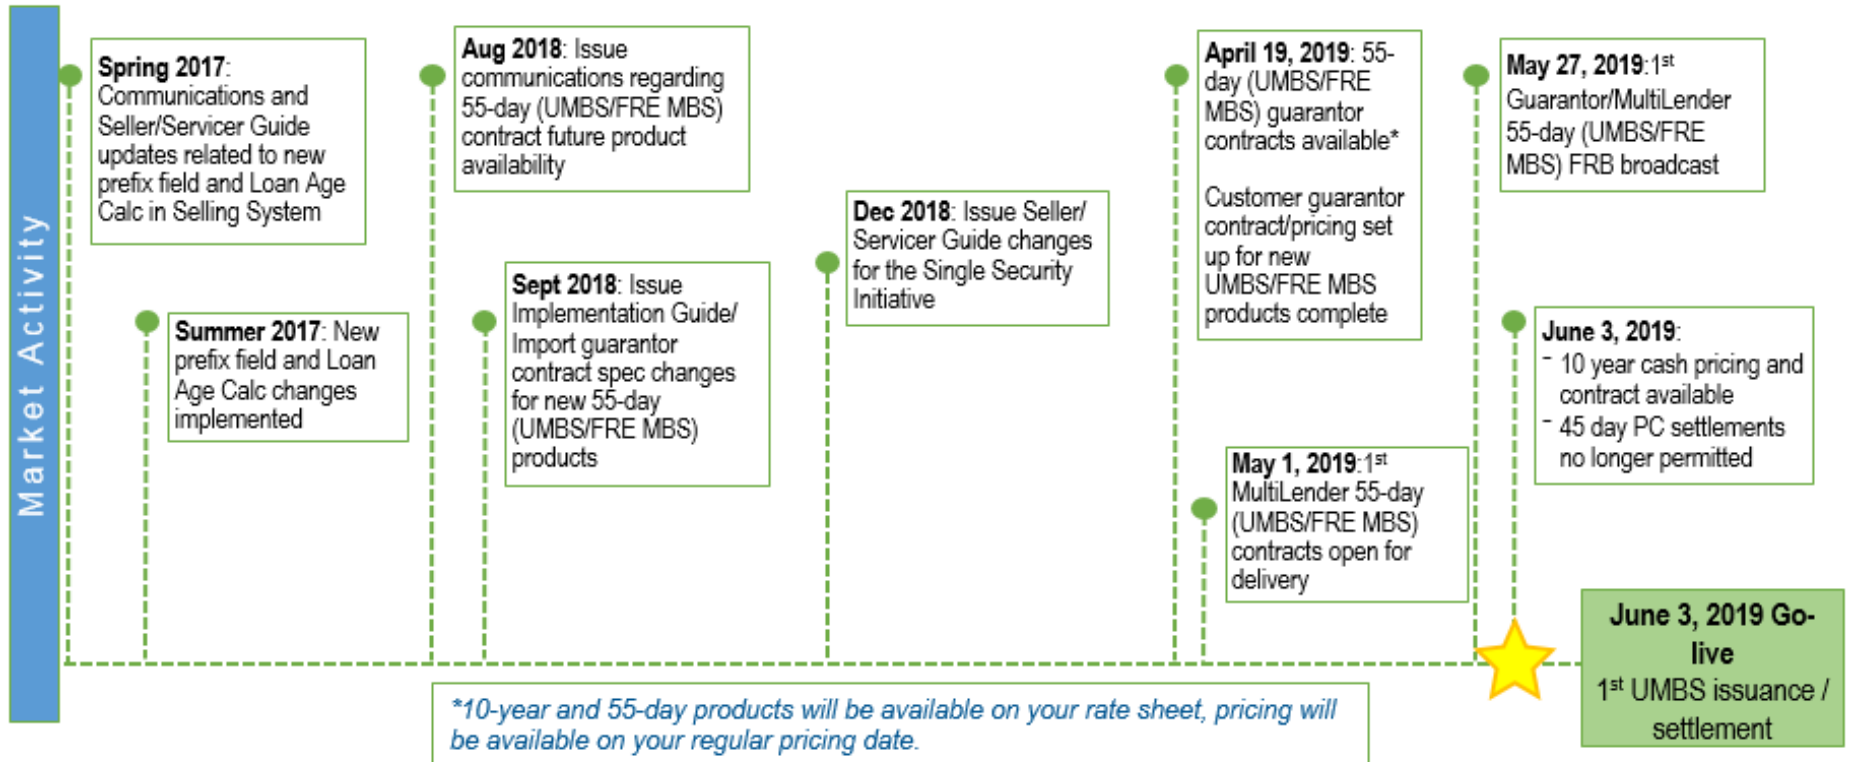 Market Activity
Spring 2017:
Communications and
Seller/Servicer Guide
updates related to new
prefix field and Loan Age
Calc in Selling System
Summer 2017: New
prefix field and Loan
Age Calc changes
implemented
Aug 2018: Issue
communications regarding
55-day (UMBS/FRE MBS)
contract future product
availability
Sept 2018: Issue
Implementation Guide/
Import guarantor
contract spec changes
for new 55-day
(UMBS/FRE MBS)
products
Dec 2018: Issue Seller/
Servicer Guide changes
for the Single Security
Initiative
April 19, 2019: 55-
day (UMBS/FRE
MBS) guarantor
contracts available*
Customer guarantor
contract/pricing set
up for new
UMBS/FRE MBS
products complete
May 1, 2019:1st
MultiLender 55-day
(UMBS/FRE MBS)
contracts open for
delivery
May 27, 2019:1st
Guarantor/MultiLender
55-day (UMBS/FRE
MBS) FRB broadcast
June 3, 2019:
- 10 year cash pricing and
contract available
- 45 day PC settlements
no longer permitted
June 3, 2019 Go-
live
1st UMBS issuance /
settlement
*10-year and 55-day products will be available on your rate sheet, pricing will
be available on your regular pricing date.